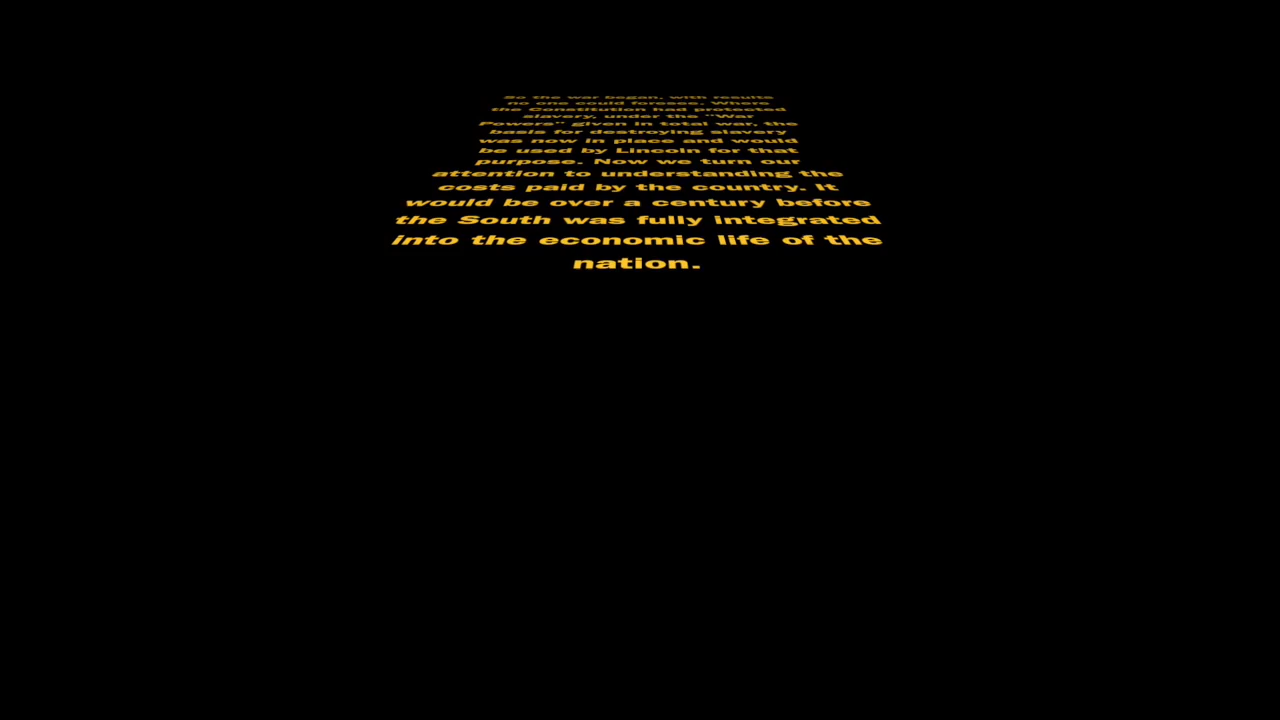 So the war began, with results
no one could foresee. Where
the Constitution had protected
slavery, under the "War
Powers" given in total war, the
basis for destroying slavery
was now in place and would
be used by Lincoln for that
purpose. Now we turn our
attention to understanding the
costs paid by the country. It
would be over a century before
the South was fully integrated
into the economic life of the
nation.